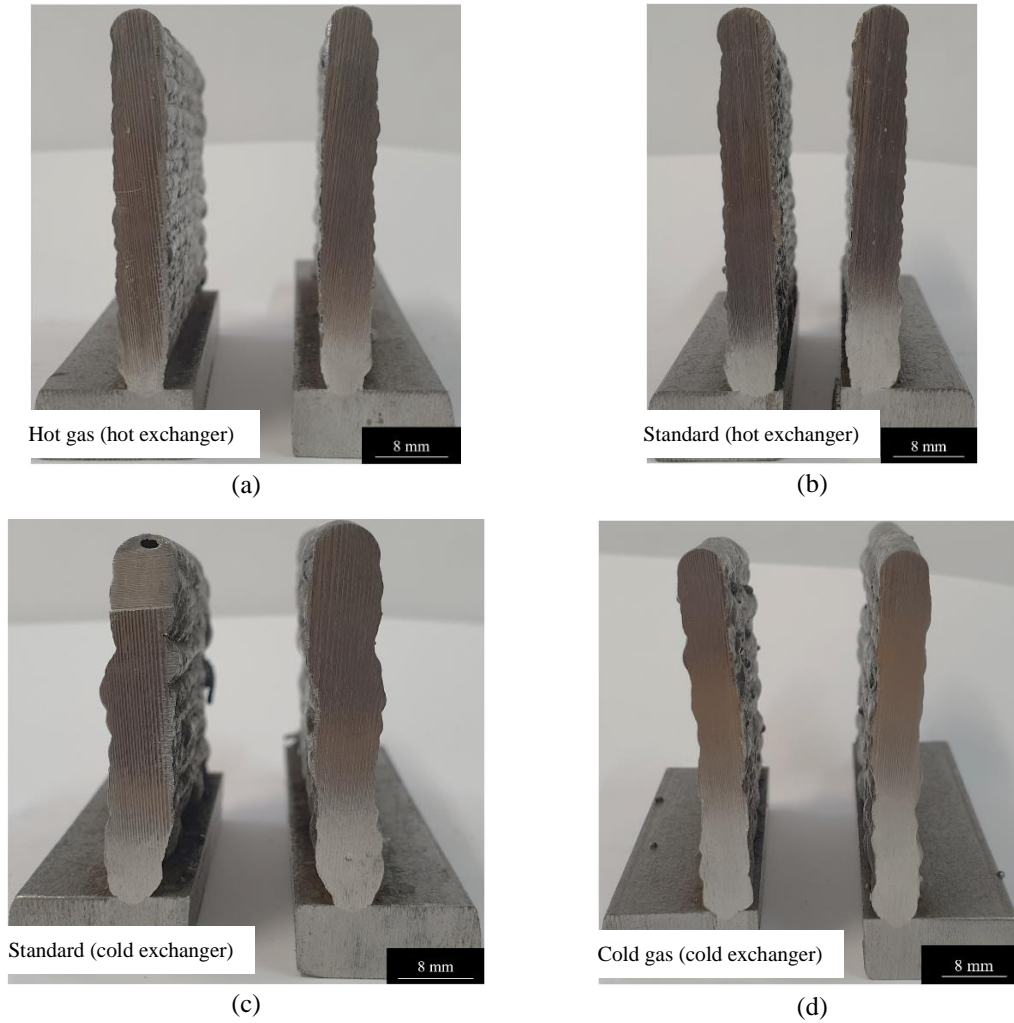 Hot gas (hot exchanger)
8 mm
(a)
Standard (hot exchanger)
8 mm
(b)
Standard (cold exchanger)
8 mm
(c)
Cold gas (cold exchanger)
8 mm
(d)